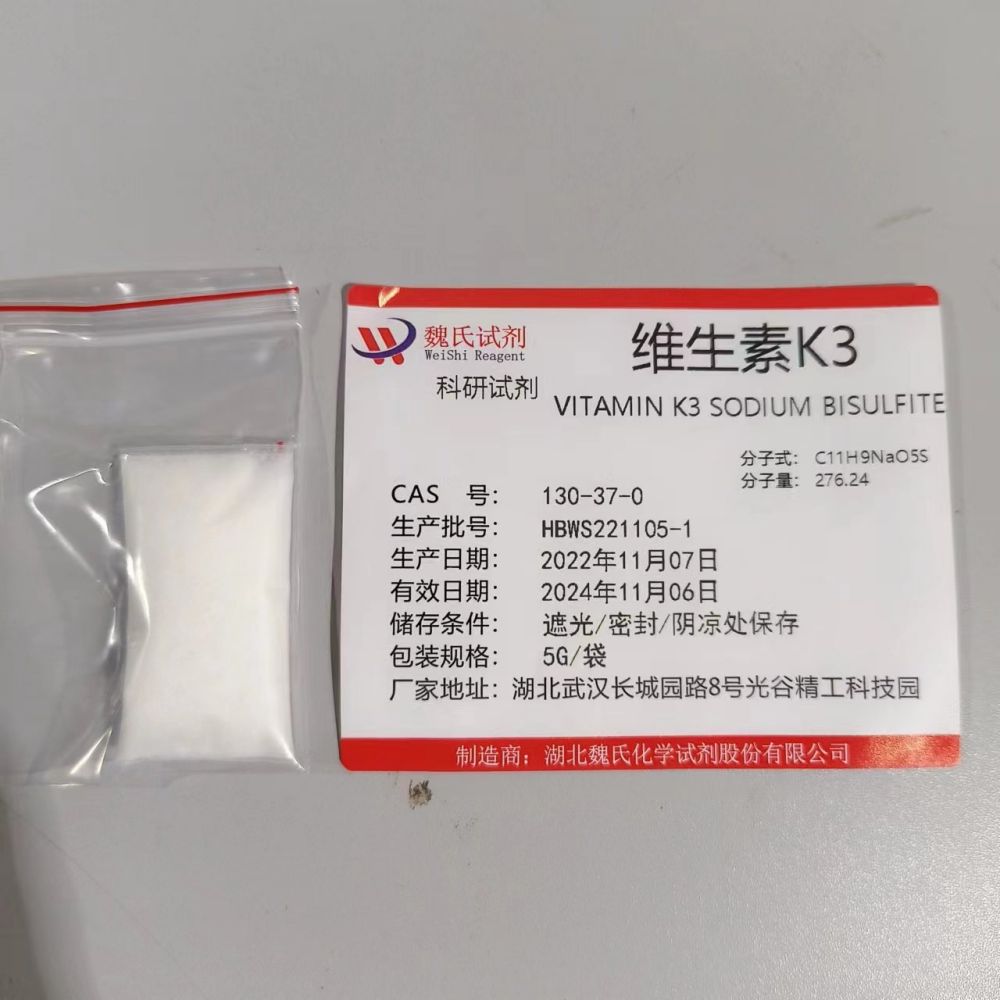 魏氏试剂
WeiShi Reagent
科研试剂
维生素K3
VITAMIN K3 SODIUM BISULFITE
分子式: C11H9NaO5S
分子量: 276.24
CAS 号: 130-37-0
生产批号: HBWS221105-1
生产日期: 2022年11月07日
有效日期: 2024年11月06日
储存条件: 遮光/密封/阴凉处保存
包装规格: 5G/袋
厂家地址: 湖北武汉长城园路8号光谷精工科技园
制造商: 湖北魏氏化学试剂股份有限公司